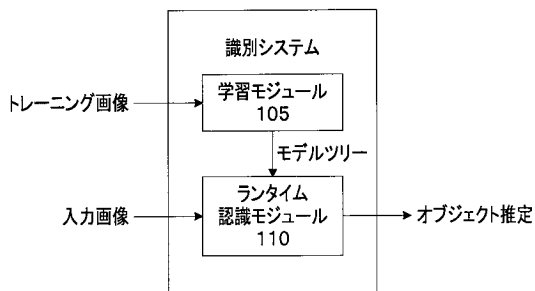 識別システム
学習モジュール
105
トレーニング画像
モデルツリー
ランタイム
認識モジュール
110
入力画像
オブジェクト推定